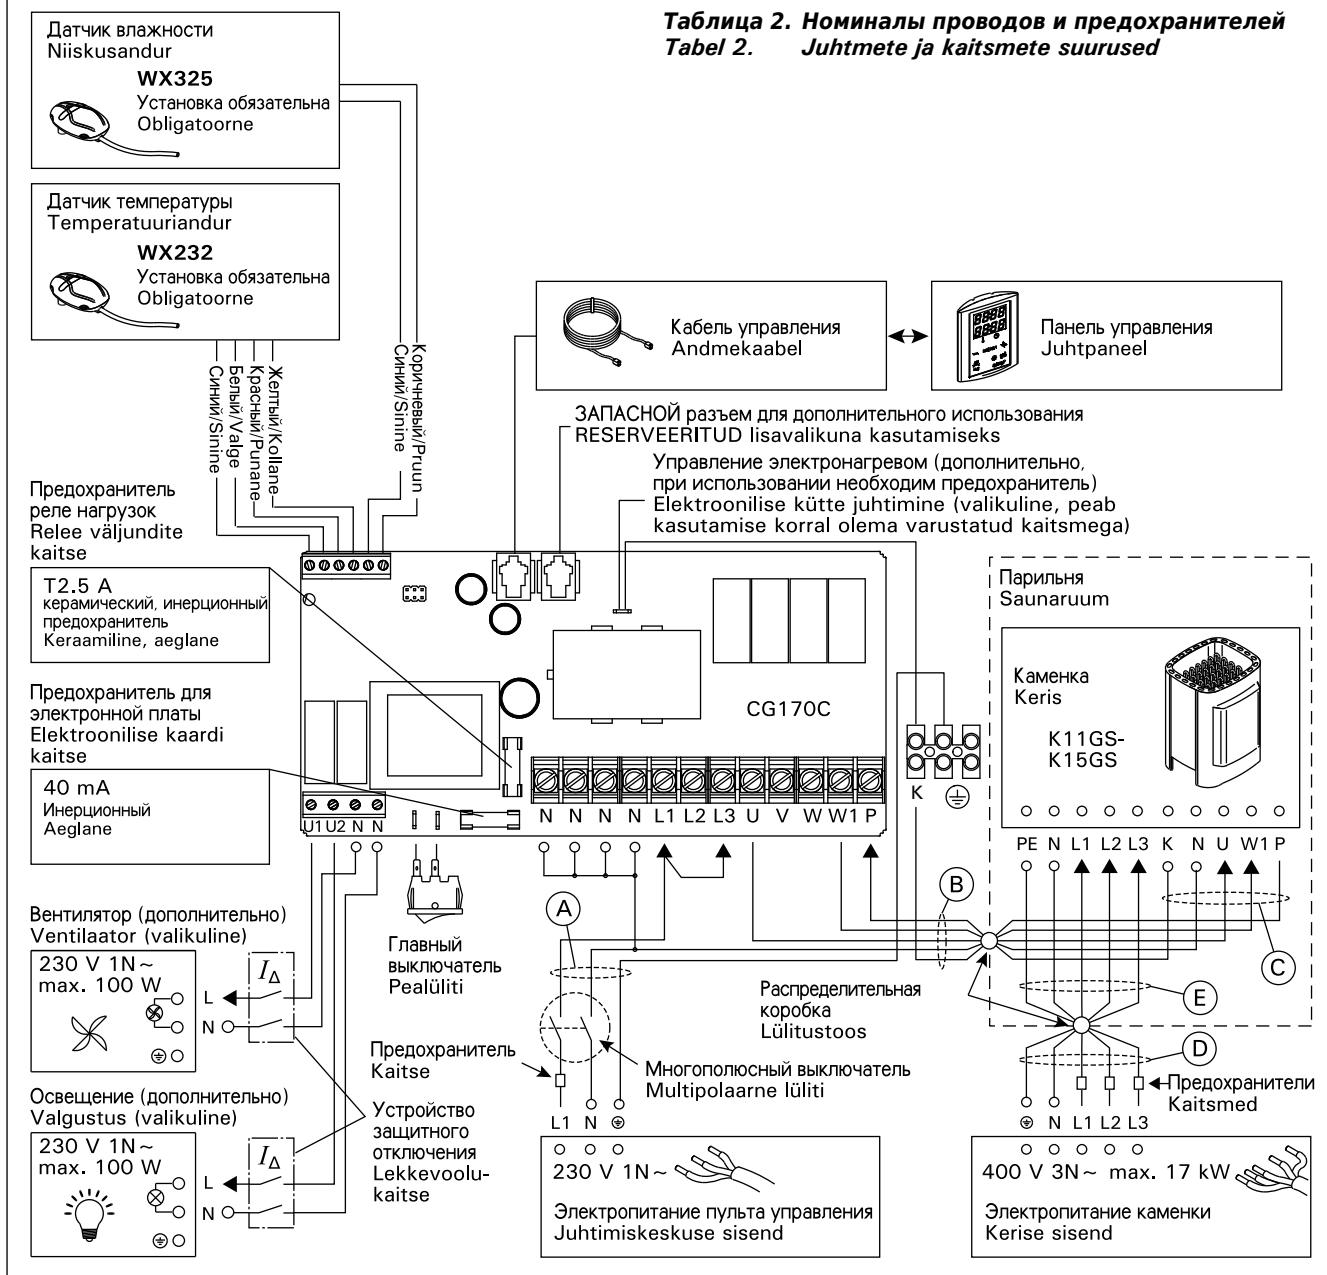 Таблица 2. Номиналы проводов и предохранителей
Tabel 2. Juhtmete ja kaitsmete suurused
Датчик влажности
Niiskusandur
WX325
Установка обязательна
Obligatoorne
Датчик температуры
Temperatuuriandur
WX232
Установка обязательна
Obligatoorne
Синий/Sinine
Белый/Valge
Красный/Punane
Желтый/Kollane
Синий/Sinine
Коричневый/Pruun
Кабель управления
Andmekaabel
Панель управления
Juhtpaneel
ЗАПАСНОЙ разъем для дополнительного использования
RESERVEERITUD lisavalikuna kasutamiseks
Управление электронагревом (дополнительно,
при использовании необходим предохранитель)
Elektroonilise kütte juhtimine (valikuline, peab
kasutamise korral olema varustatud kaitsmega)
Предохранитель
реле нагрузок
Relee väljundite
kaitse
T2.5 A
керамический, инерционный
предохранитель
Keraamiline, aeglane
Предохранитель для
электронной платы
Elektroonilise kaardi
kaitse
40 mA
Инерционный
Aeglane
CG170C
U1 U2 N N
N N N N L1 L2 L3 U V W W1 P
K
Парильня
Saunaruum
Каменка
Keris
K11GS-
K15GS
PE N L1 L2 L3 K N U W1 P
A
B
C
E
D
Вентилятор (дополнительно)
Ventilaator (valikuline)
230 V 1N~
max. 100 W
L
N
I∆
Главный
выключатель
Pealüliti
Распределительная
коробка
Lülitustoos
Предохранитель
Kaitse
Многополюсный выключатель
Multipolaarne lüliti
Предохранители
Kaitsmed
Освещение (дополнительно)
Valgustus (valikuline)
230 V 1N~
max. 100 W
L
N
I∆
Устройство
защитного
отключения
Lekkevoolu-
kaitse
L1 N
230 V 1N~
Электропитание пульта управления
Juhtimiskeskuse sisend
N L1 L2 L3
400 V 3N~ max. 17 kW
Электропитание каменки
Kerise sisend